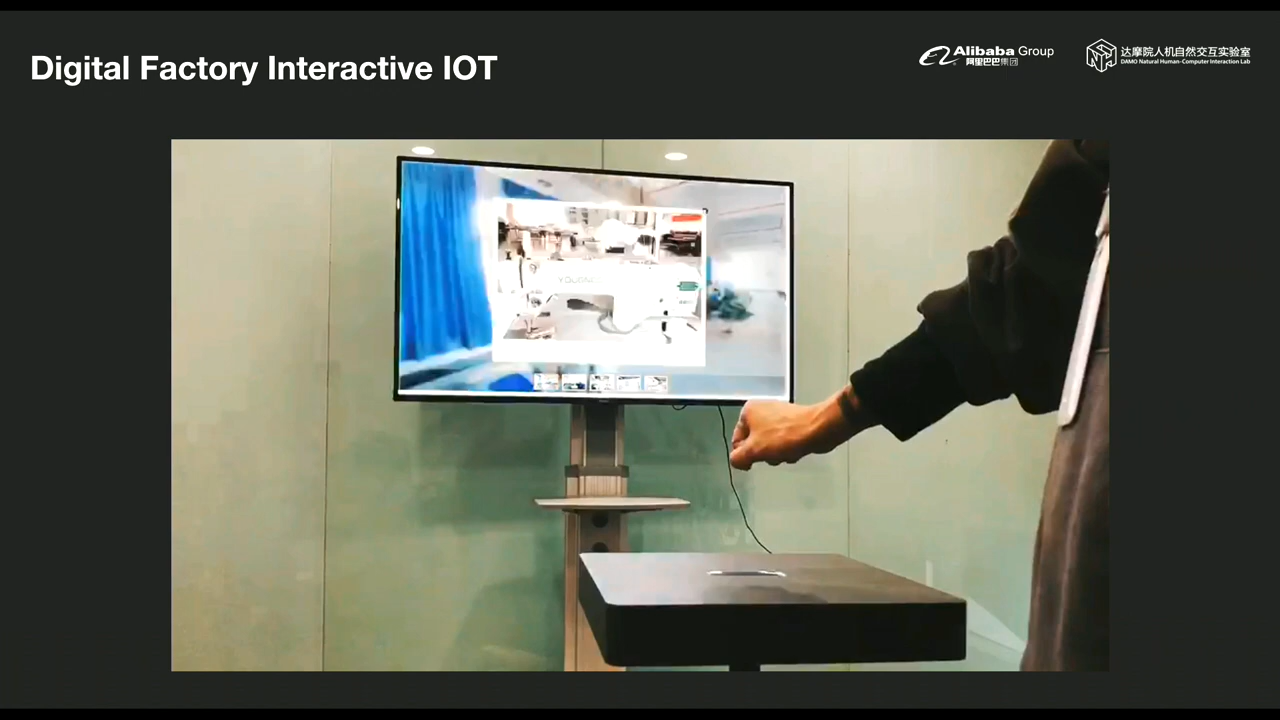 Digital Factory Interactive IOT
Alibaba Group
阿里巴巴集团
达摩院人机自然交互实验室
DAMO Natural Human-Computer Interaction Lab